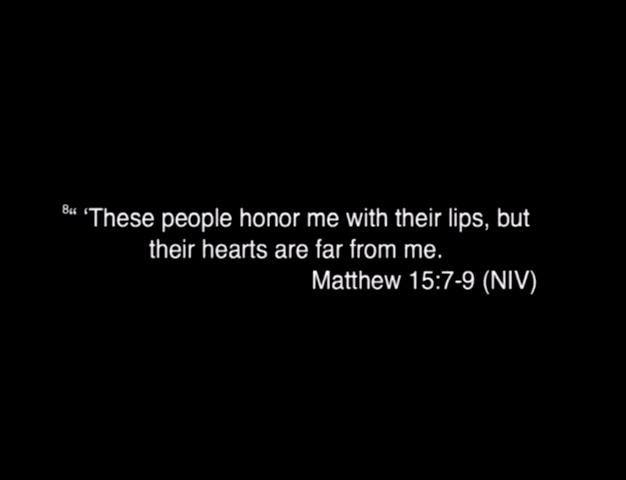 ⁸“ ‘These people honor me with their lips, but
their hearts are far from me.
Matthew 15:7-9 (NIV)